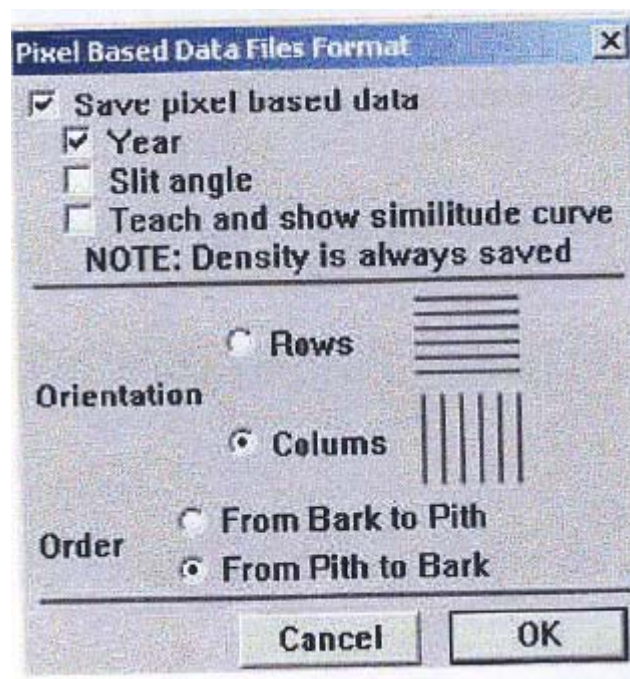 Pixel Based Data Files Format
Save pixel based data
Year
Slit angle
Teach and show similitude curve
NOTE: Density is always saved
Rows
Orientation
Colums
From Bark to Pith
Order
From Pith to Bark
Cancel
OK